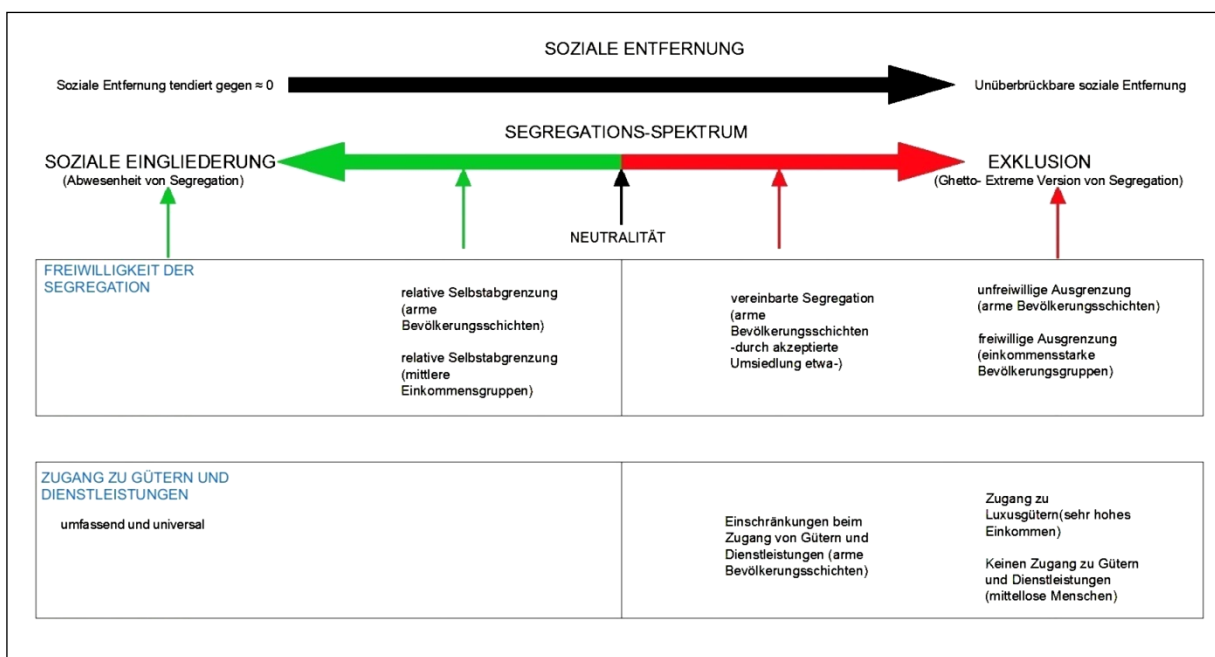 SOZIALE ENTFERNUNG
Soziale Entfernung tendiert gegen ≈ 0
Unüberbrückbare soziale Entfernung
SEGREGATIONS-SPEKTRUM
SOZIALE EINGLIEDERUNG
(Abwesenheit von Segregation)
EXKLUSION
(Ghetto- Extreme Version von Segregation)
NEUTRALITÄT
FREIWILLIGKEIT DER
SEGREGATION
relative Selbstabgrenzung
(arme
Bevölkerungsschichten)
relative Selbstabgrenzung
(mittlere
Einkommensgruppen)
vereinbarte Segregation
(arme
Bevölkerungsschichten
-durch akzeptierte
Umsiedlung etwa-)
unfreiwillige Ausgrenzung
(arme Bevölkerungsschichten)
freiwillige Ausgrenzung
(einkommensstarke
Bevölkerungsgruppen)
ZUGANG ZU GÜTERN UND
DIENSTLEISTUNGEN
umfassend und universal
Einschränkungen beim
Zugang von Gütern und
Dienstleistungen (arme
Bevölkerungsschichten)
Zugang zu
Luxusgütern(sehr hohes
Einkommen)
Keinen Zugang zu Gütern
und Dienstleistungen
(mittellose Menschen)